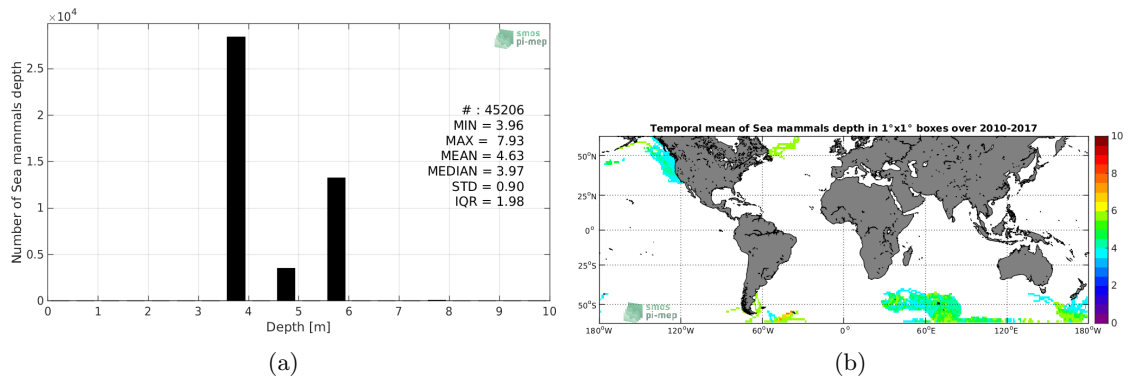 ×10⁴
smos
pi-mep
Number of Sea mammals depth
2.5
2
1.5
1
0.5
0
# : 45206
MIN = 3.96
MAX = 7.93
MEAN = 4.63
MEDIAN = 3.97
STD = 0.90
IQR = 1.98
0 1 2 3 4 5 6 7 8 9 10
Depth [m]
(a)
Temporal mean of Sea mammals depth in 1°x1° boxes over 2010-2017
50°N
25°N
0°
25°S
50°S
smos
pi-mep
180°W 120°W 60°W 0° 60°E 120°E 180°W
10
8
6
4
2
0
(b)